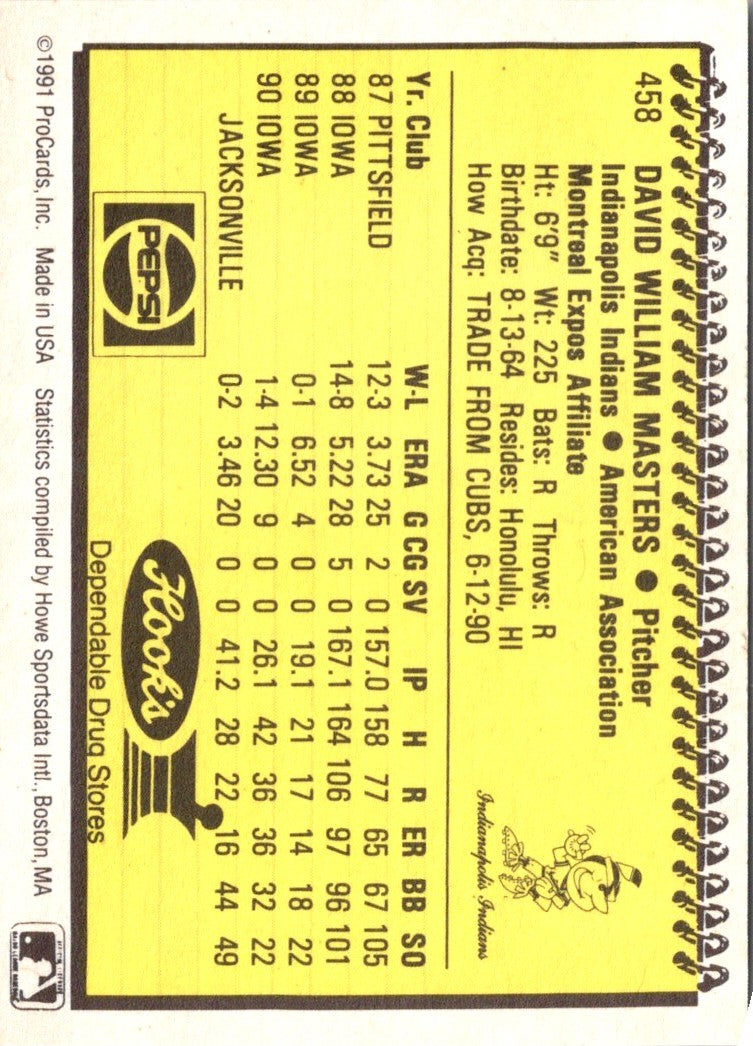 458 DAVID WILLIAM MASTERS ● Pitcher
Indianapolis Indians ● American Association
Montreal Expos Affiliate
Ht: 6'9" Wt: 225 Bats: R Throws: R
Birthdate: 8-13-64 Resides: Honolulu, HI
How Acq: TRADE FROM CUBS, 6-12-90
Indianapolis Indians
Yr. Club W-L ERA G CG SV IP H R ER BB SO
87 PITTSFIELD 12-3 3.73 25 2 0 157.0 158 77 65 67 105
88 IOWA 14-8 5.22 28 5 0 167.1 164 106 97 96 101
89 IOWA 0-1 6.52 4 0 0 19.1 21 17 14 18 22
90 IOWA 1-4 12.30 9 0 0 26.1 42 36 36 32 22
JACKSONVILLE 0-2 3.46 20 0 0 41.2 28 22 16 44 49
PEPSI
Hook's
Dependable Drug Stores
©1991 ProCards, Inc. Made in USA Statistics compiled by Howe Sportsdata Intl., Boston, MA